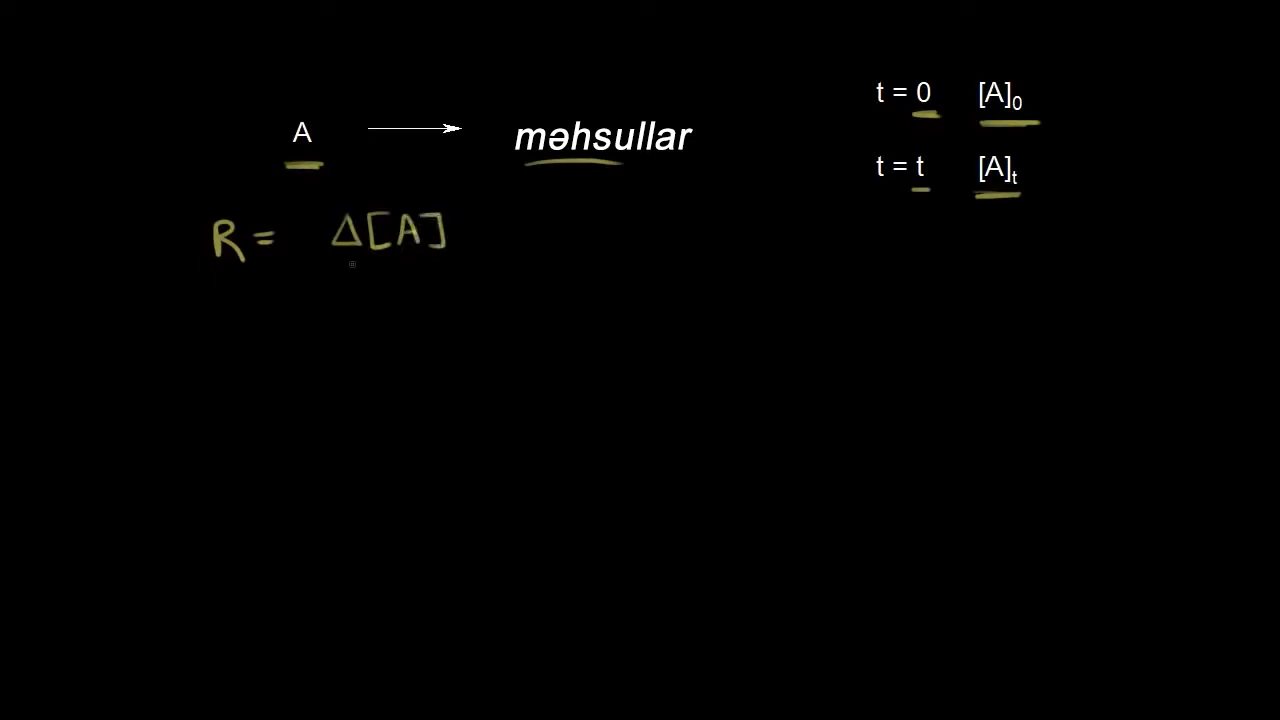 A ⟶ məhsullar
t = 0 [A]₀
t = t [A]ₜ
R = Δ[A]